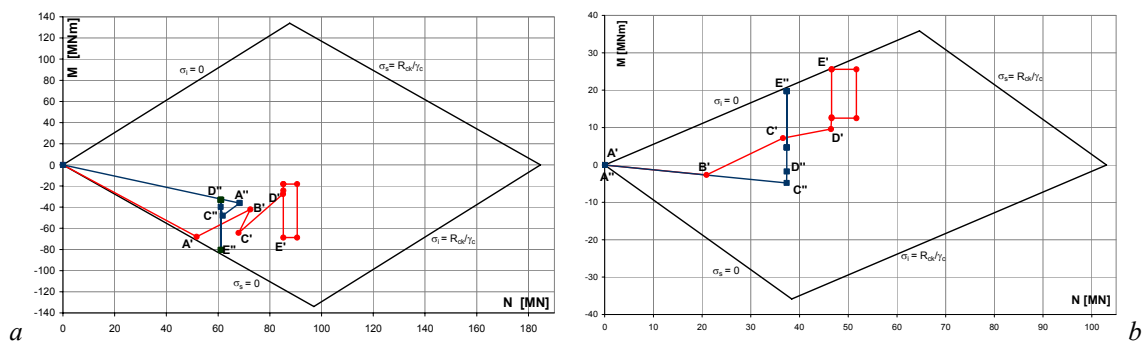 M [MNm]
140
120
100
80
60
40
20
0
-20
-40
-60
-80
-100
-120
-140
0
20
40
60
80
100
120
140
160
180
N [MN]
σi = 0
σs= Rck/γc
σs = 0
σi = Rck/γc
A'
B'
C'
D'
E'
A"
C"
D"
E"
a
M [MNm]
40
30
20
10
0
-10
-20
-30
-40
0
10
20
30
40
50
60
70
80
90
100
N [MN]
σi = 0
σs = Rck/γc
σs = 0
σi = Rck/γc
A'
A"
B'
C'
D'
E'
E"
D"
C"
b